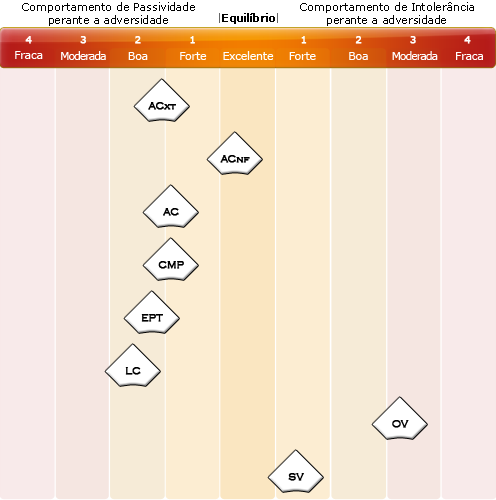 Comportamento de Passividade
perante a adversidade
|Equilíbrio|
Comportamento de Intolerância
perante a adversidade
4 3 2 1 1 2 3 4
Fraca Moderada Boa Forte Excelente Forte Boa Moderada Fraca
ACXT
ACNF
AC
CMP
EPT
LC
OV
SV